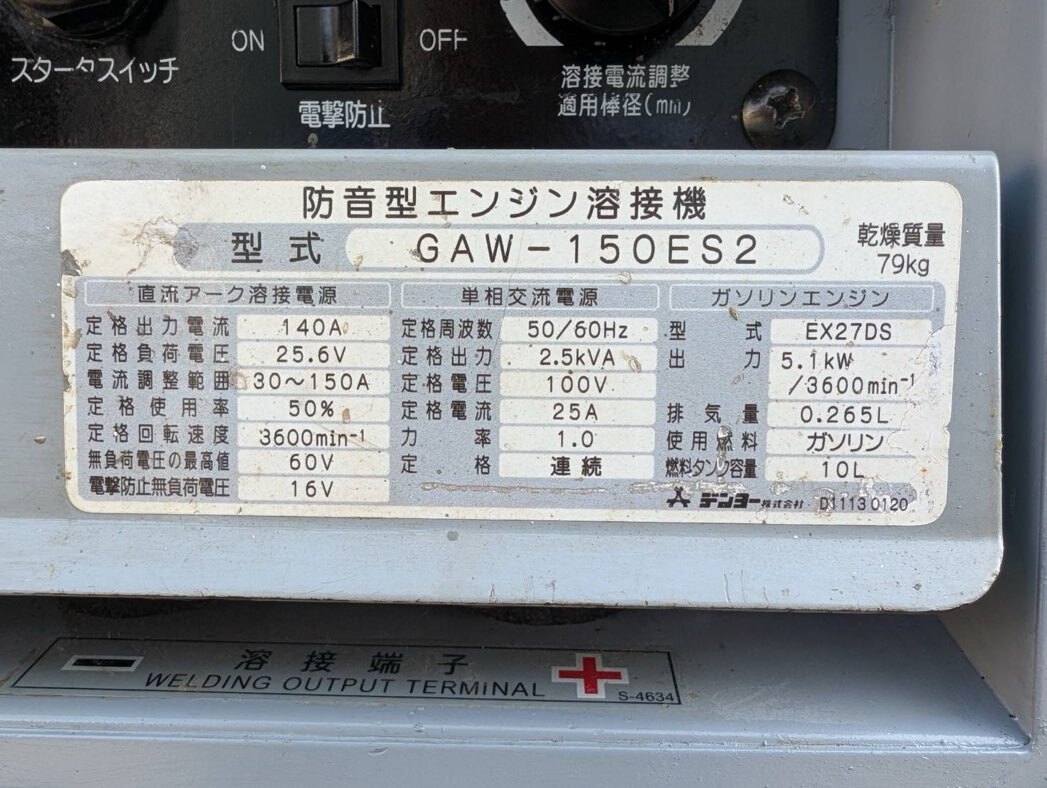 ON
OFF
スタータスイッチ
電撃防止
溶接電流調整
適用棒径(mm)
防音型エンジン溶接機
型式 GAW-150ES2
乾燥質量
79kg
直流アーク溶接電源
定格出力電流 140A
定格負荷電圧 25.6V
電流調整範囲 30～150A
定格使用率 50%
定格回転速度 3600min-1
無負荷電圧の最高値 60V
電撃防止無負荷電圧 16V
単相交流電源
定格周波数 50/60Hz
定格出力 2.5kVA
定格電圧 100V
定格電流 25A
力率 1.0
定格 連続
ガソリンエンジン
型式 EX27DS
出力 5.1kW
/3600min-1
排気量 0.265L
使用燃料 ガソリン
燃料タンク容量 10L
デンヨー株式会社 D11130120
溶接端子
WELDING OUTPUT TERMINAL
S-4634